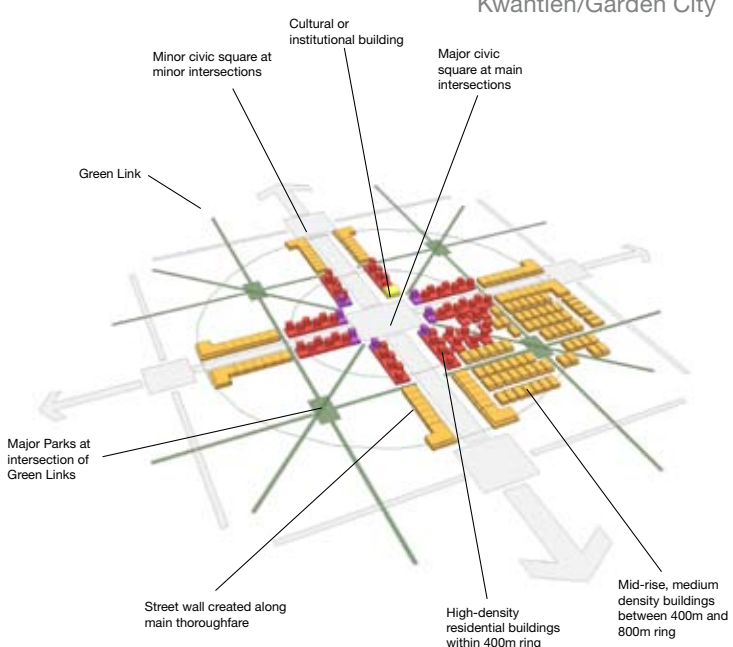 Kwantlen/Garden City
Cultural or
institutional building
Minor civic square at
minor intersections
Major civic
square at main
intersections
Green Link
Major Parks at
intersection of
Green Links
Street wall created along
main thoroughfare
High-density
residential buildings
within 400m ring
Mid-rise, medium
density buildings
between 400m and
800m ring